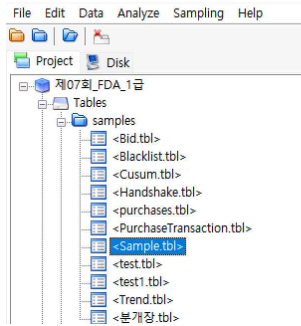 File Edit Data Analyze Sampling Help
Project Disk
제07회_FDA_1급
Tables
samples
<Bid.tbl>
<Blacklist.tbl>
<Cusum.tbl>
<Handshake.tbl>
<purchases.tbl>
<PurchaseTransaction.tbl>
<Sample.tbl>
<test.tbl>
<test1.tbl>
<Trend.tbl>
<분개장.tbl>